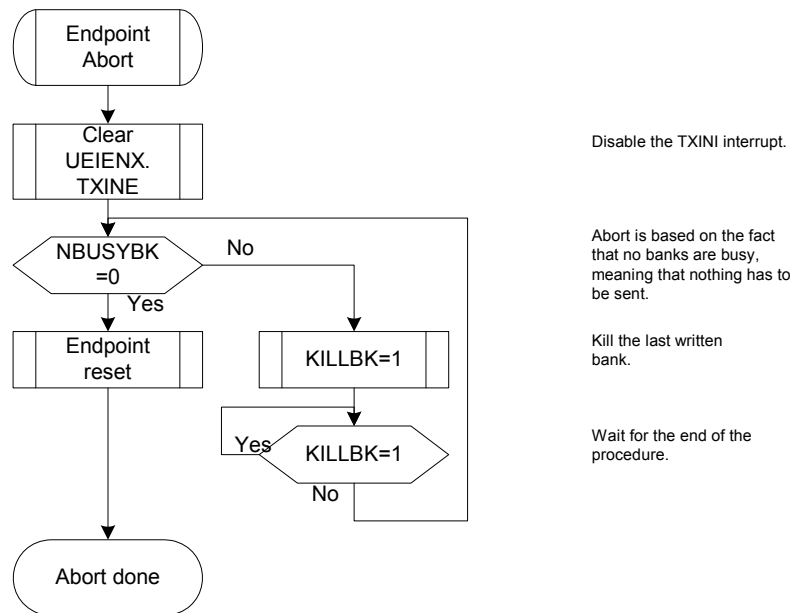 Endpoint
Abort
Clear
UEIENX.
TXINE
Disable the TXINI interrupt.
NBUSYBK
=0
No
Yes
Abort is based on the fact
that no banks are busy,
meaning that nothing has to
be sent.
Endpoint
reset
KILLBK=1
Kill the last written
bank.
Yes
KILLBK=1
No
Wait for the end of the
procedure.
Abort done